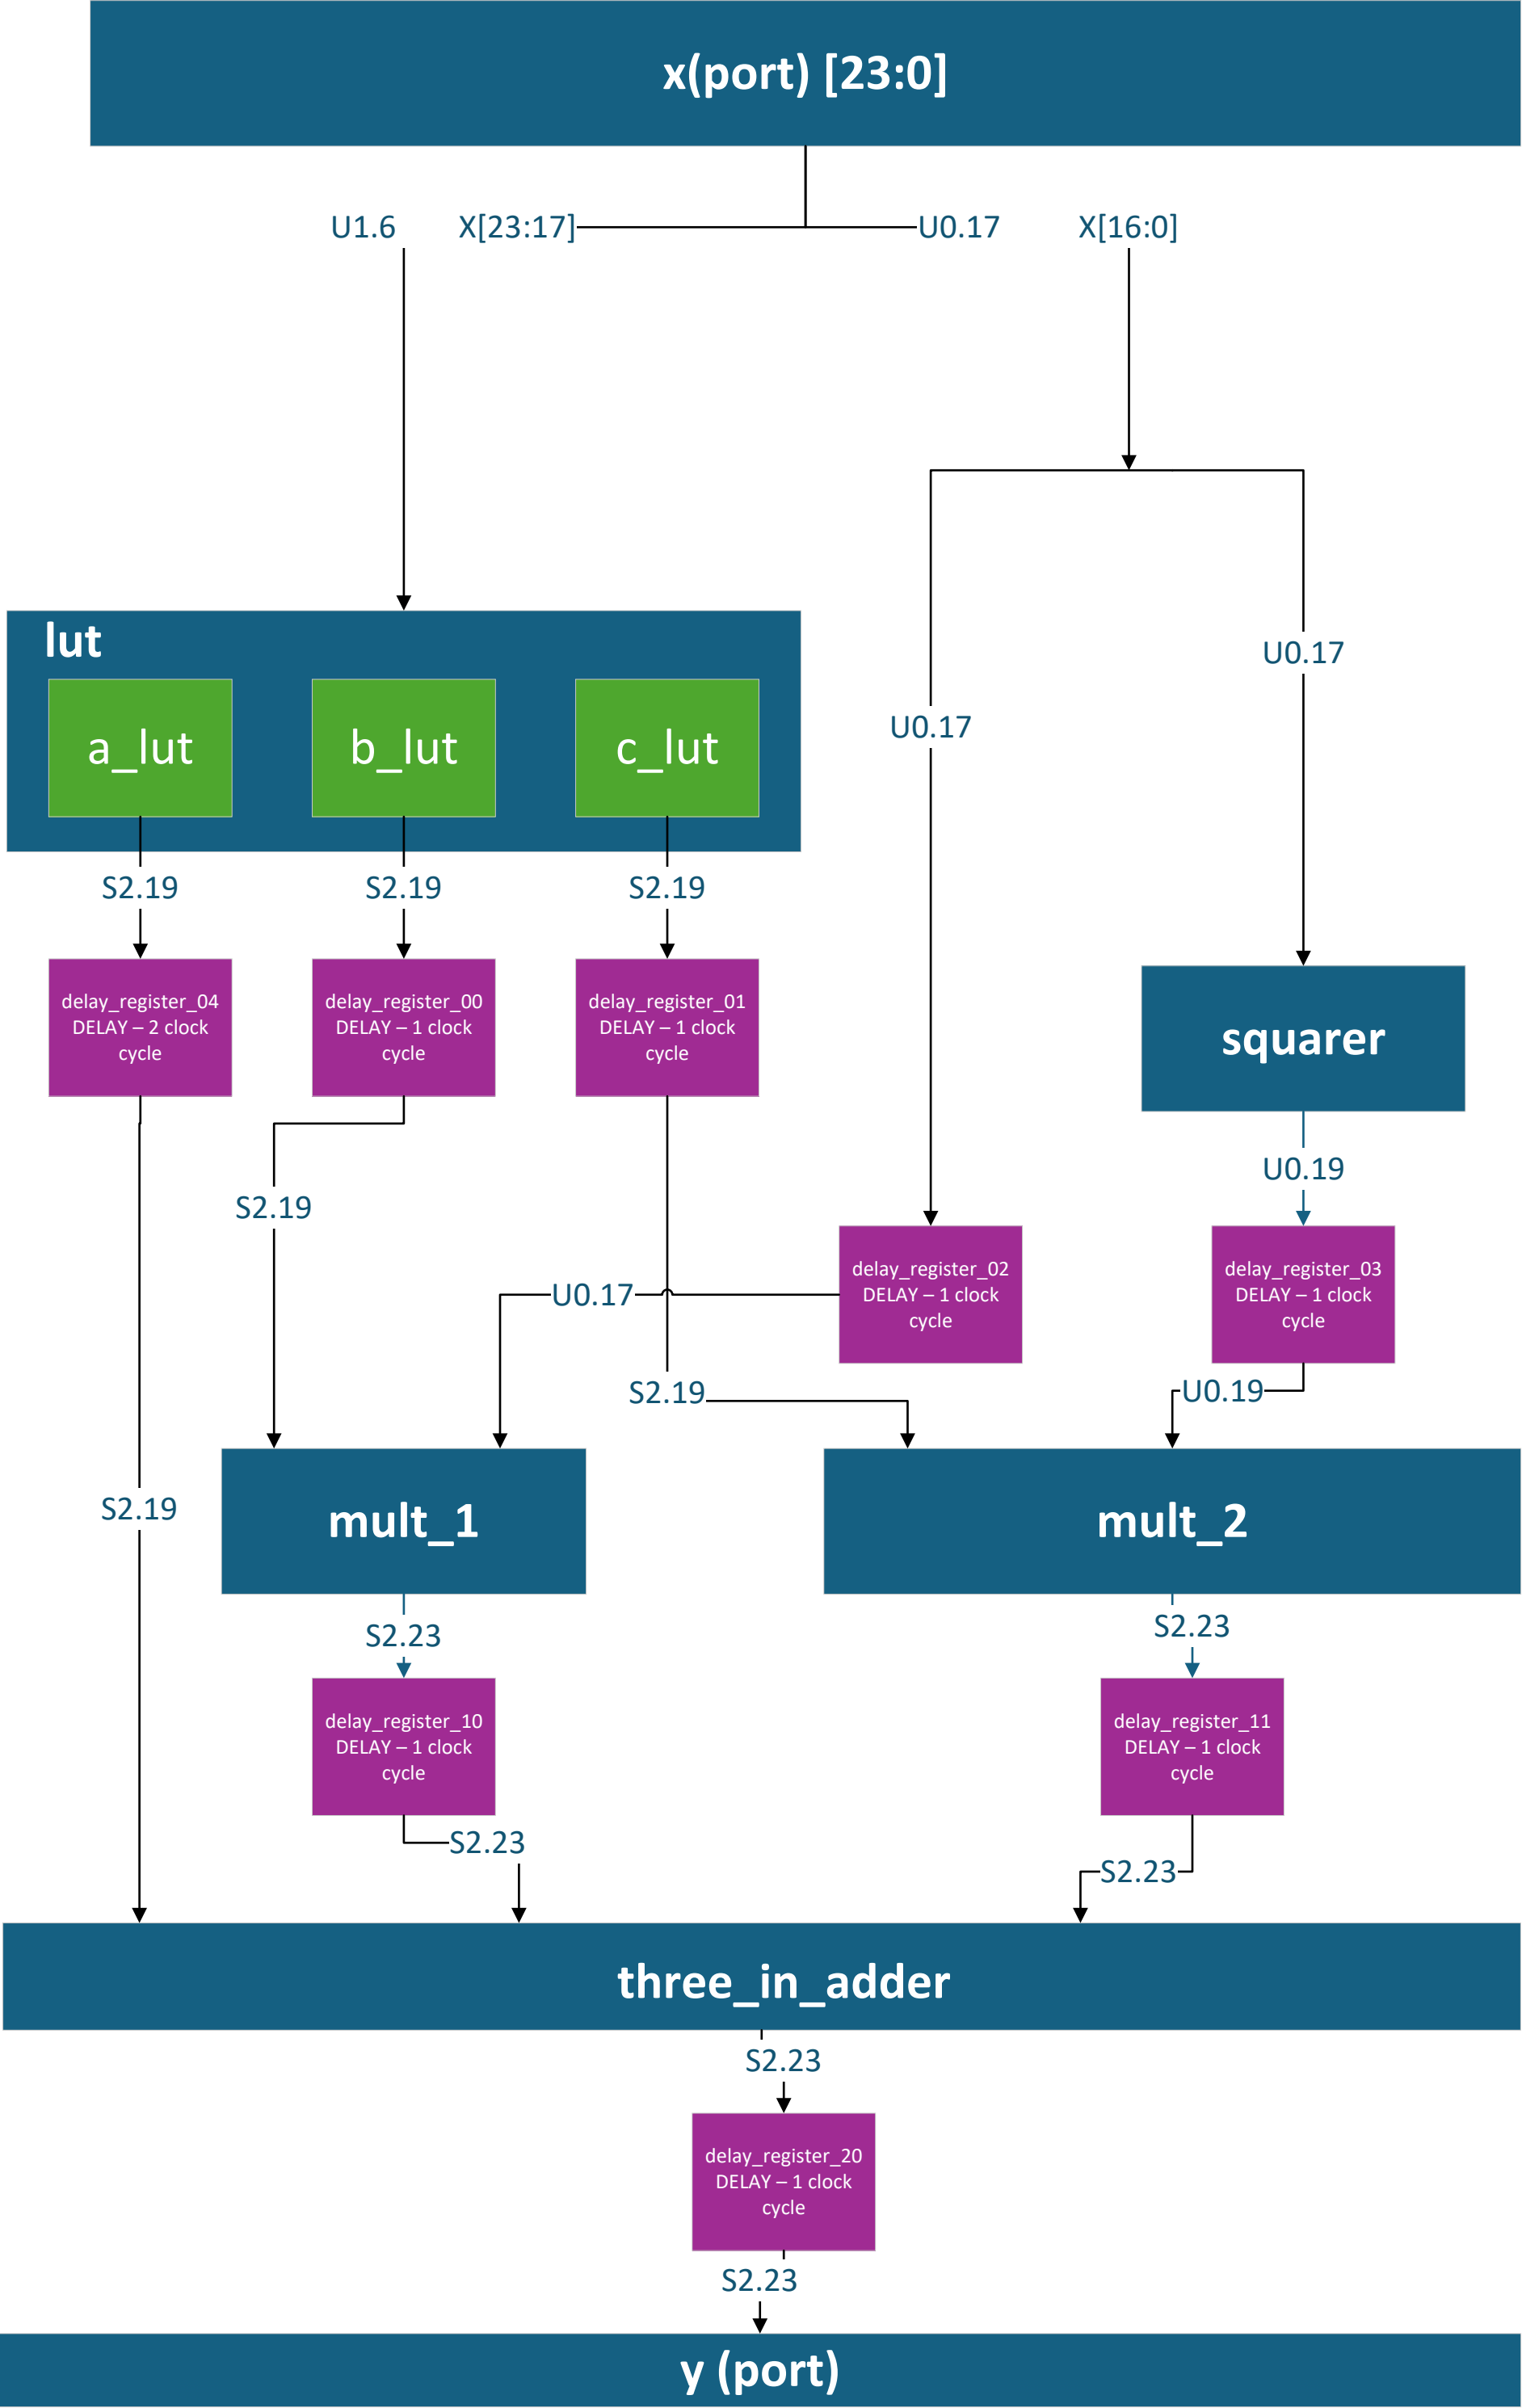 x(port) [23:0]
U1.6
X[23:17]
U0.17
X[16:0]
lut
U0.17
a_lut
b_lut
c_lut
U0.17
S2.19
S2.19
S2.19
delay_register_04
DELAY – 2 clock
cycle
delay_register_00
DELAY – 1 clock
cycle
delay_register_01
DELAY – 1 clock
cycle
squarer
U0.19
S2.19
delay_register_02
DELAY – 1 clock
cycle
delay_register_03
DELAY – 1 clock
cycle
U0.17
S2.19
U0.19
S2.19
mult_1
mult_2
S2.23
S2.23
delay_register_10
DELAY – 1 clock
cycle
delay_register_11
DELAY – 1 clock
cycle
S2.23
S2.23
three_in_adder
S2.23
delay_register_20
DELAY – 1 clock
cycle
S2.23
y (port)